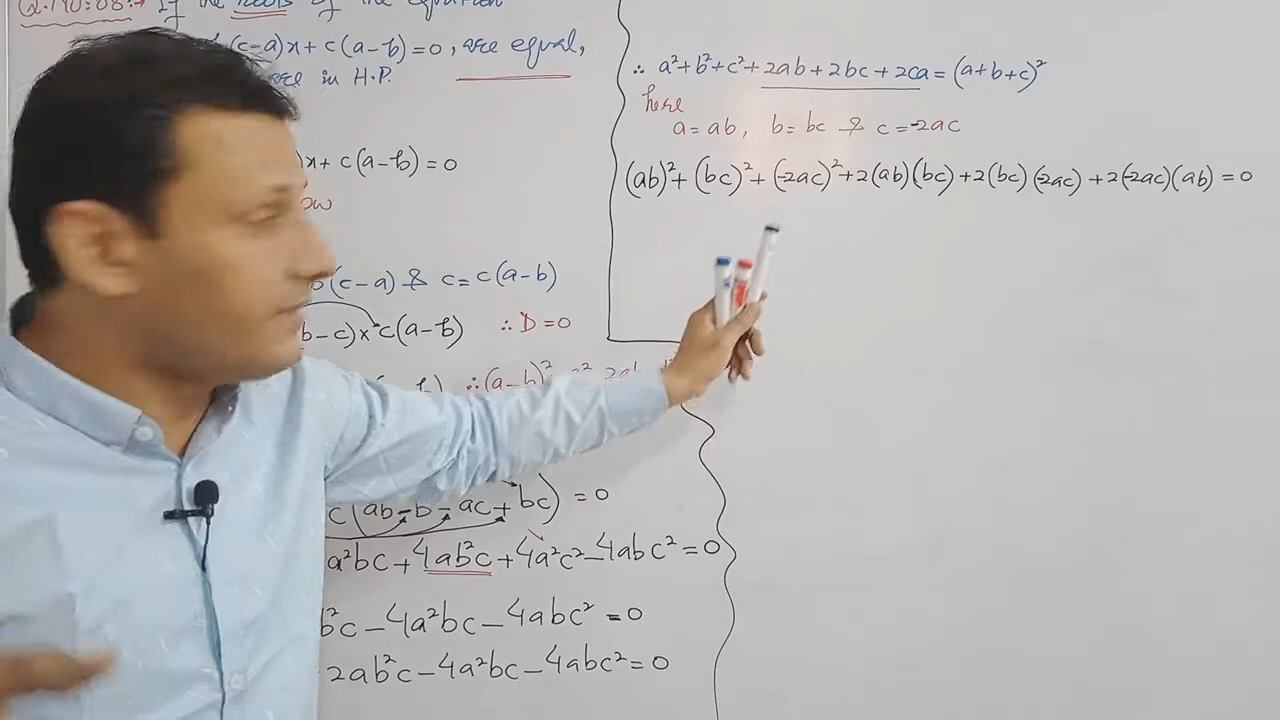 Q.No:08:→ If the roots of the equation
(c-a)x+c(a-b)=0, are equal,
are in H.P.
x+c(a-b)=0
(c-a) & c=c(a-b)
b-c)×c(a-b) ∴D=0
∴(a-b)²
c(ab-b-ac+bc)=0
a²bc+4ab²c+4a²c²-4abc²=0
b²c-4a²bc-4abc²=0
2ab²c-4a²bc-4abc²=0
∴ a²+b²+c²+2ab+2bc+2ca=(a+b+c)²
here
a=ab, b=bc & c=-2ac
(ab)²+(bc)²+(-2ac)²+2(ab)(bc)+2(bc)(-2ac)+2(-2ac)(ab)=0